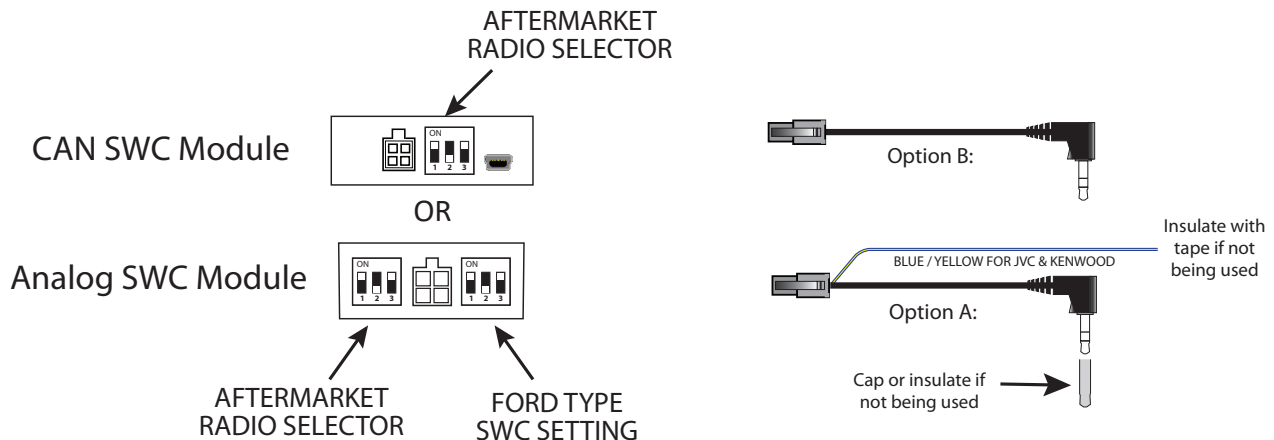 AFTERMARKET
RADIO SELECTOR
CAN SWC Module
ON
1 2 3
OR
Analog SWC Module
ON
1 2 3
ON
1 2 3
AFTERMARKET
RADIO SELECTOR
FORD TYPE
SWC SETTING
Option B:
Insulate with
tape if not
being used
BLUE / YELLOW FOR JVC & KENWOOD
Option A:
Cap or insulate if
not being used